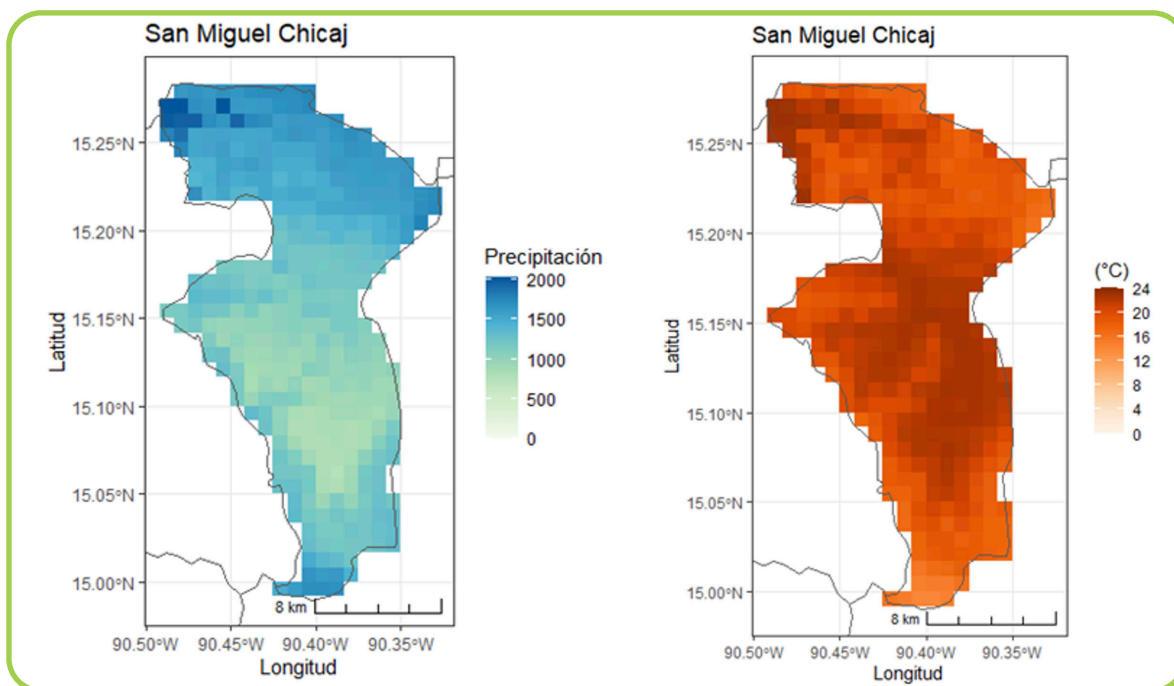 San Miguel Chicaj
15.25°N
15.20°N
15.15°N
15.10°N
15.05°N
15.00°N
Latitud
90.50°W 90.45°W 90.40°W 90.35°W
Longitud
8 km
Precipitación
2000
1500
1000
500
0
San Miguel Chicaj
15.25°N
15.20°N
15.15°N
15.10°N
15.05°N
15.00°N
Latitud
90.50°W 90.45°W 90.40°W 90.35°W
Longitud
8 km
(°C)
24
20
16
12
8
4
0